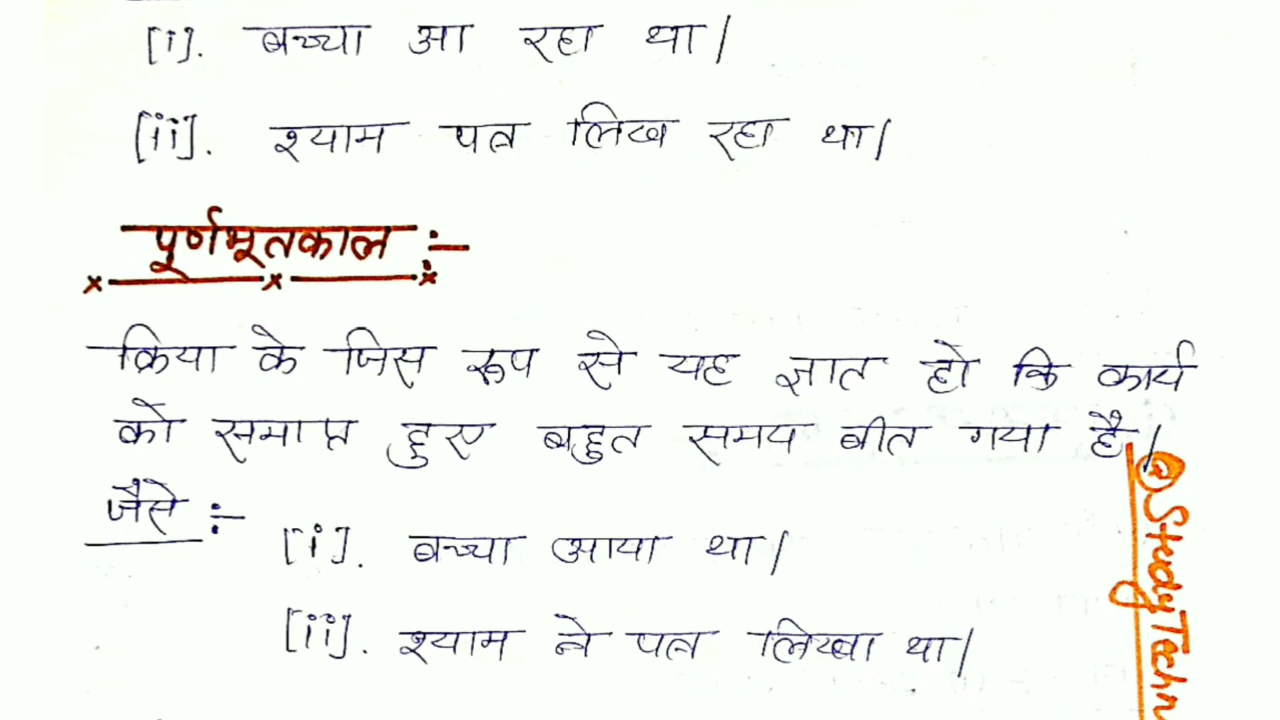 [i]. बच्चा आ रहा था।
[ii]. श्याम पत्र लिख रहा था।
पूर्णभूतकाल :-
क्रिया के जिस रूप से यह ज्ञात हो कि कार्य
को समाप्त हुए बहुत समय बीत गया है।
जैसे :-
[i]. बच्चा आया था।
[ii]. श्याम ने पत्र लिखा था।
@StudyTechn